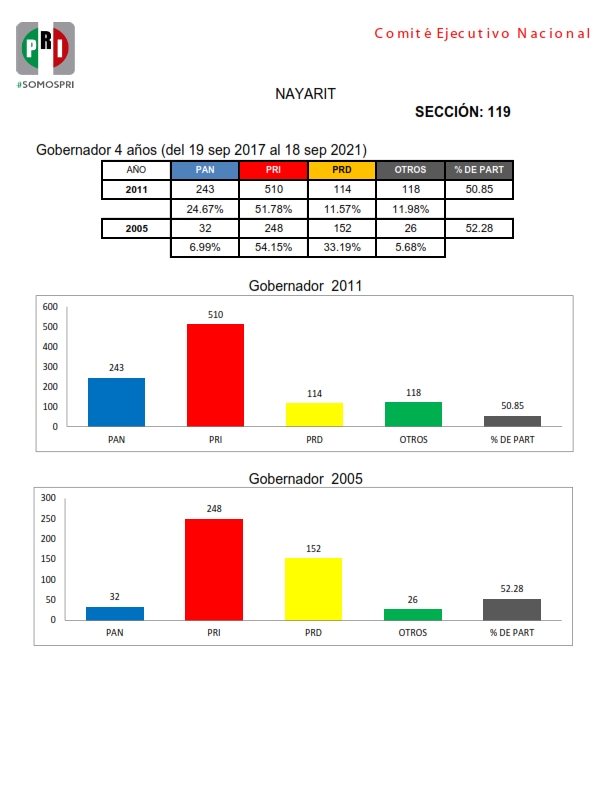 Comité Ejecutivo Nacional
PRI
#SOMOSPRI
NAYARIT
SECCIÓN: 119
Gobernador 4 años (del 19 sep 2017 al 18 sep 2021)
AÑO PAN PRI PRD OTROS % DE PART
2011 243 510 114 118 50.85
24.67% 51.78% 11.57% 11.98%
2005 32 248 152 26 52.28
6.99% 54.15% 33.19% 5.68%
Gobernador 2011
600
500
400
300
200
100
0
243
510
114
118
50.85
PAN PRI PRD OTROS % DE PART
Gobernador 2005
300
250
200
150
100
50
0
32
248
152
26
52.28
PAN PRI PRD OTROS % DE PART